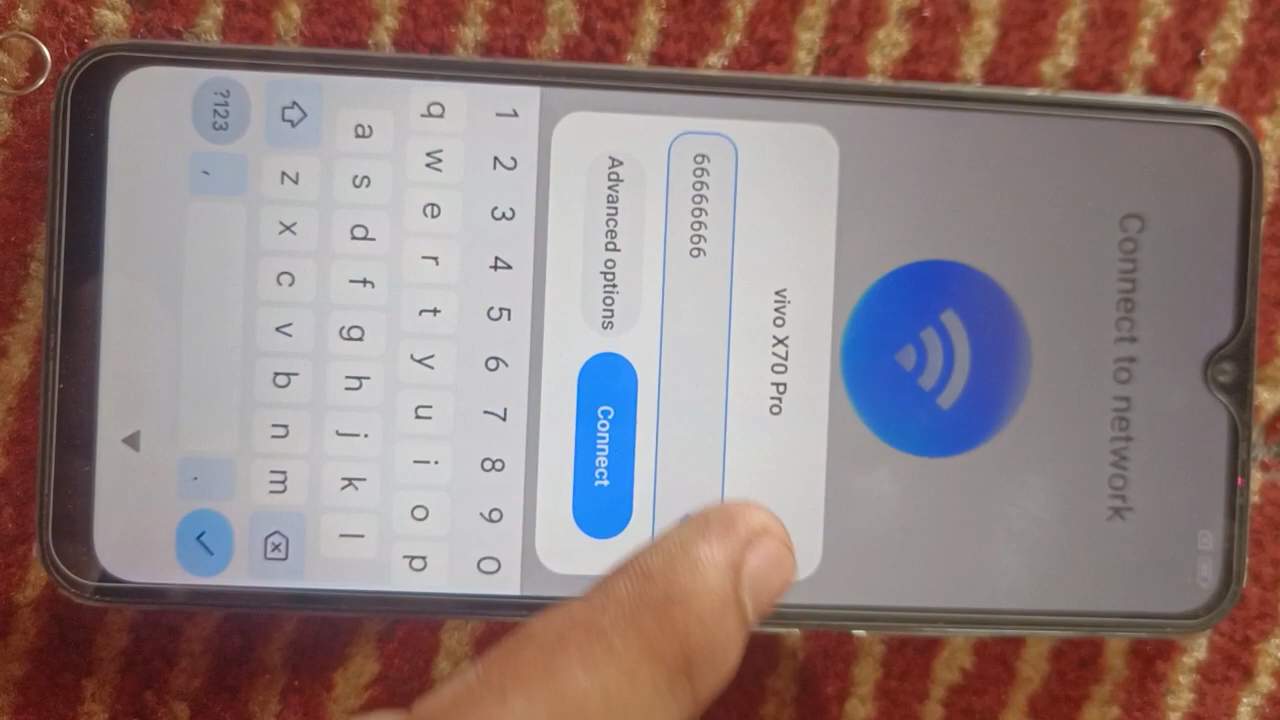 Connect to network
vivo X70 Pro
66666666
Advanced options Connect
1 2 3 4 5 6 7 8 9 0
q w e r t y u i o p
a s d f g h j k l
z x c v b n m
?123 , .